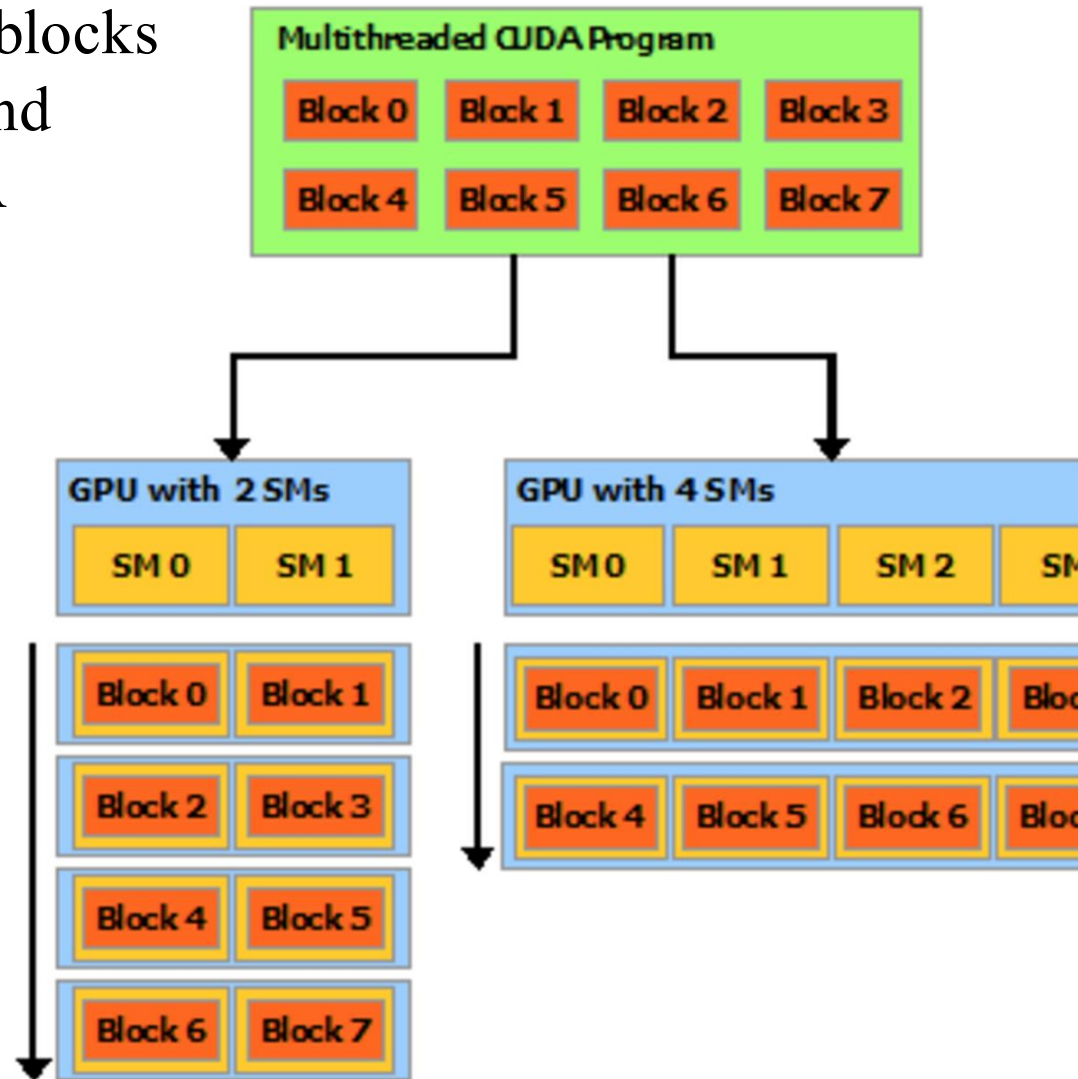 blocks
nd
Multithreaded CUDA Program
Block 0 Block 1 Block 2 Block 3
Block 4 Block 5 Block 6 Block 7
GPU with 2 SMs
SM 0 SM 1
Block 0 Block 1
Block 2 Block 3
Block 4 Block 5
Block 6 Block 7
GPU with 4 SMs
SM 0 SM 1 SM 2 SM
Block 0 Block 1 Block 2 Bloc
Block 4 Block 5 Block 6 Bloc